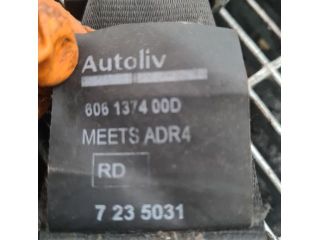 Autoliv
606 1374 00D
MEETS ADR4
RD
7 23 5031